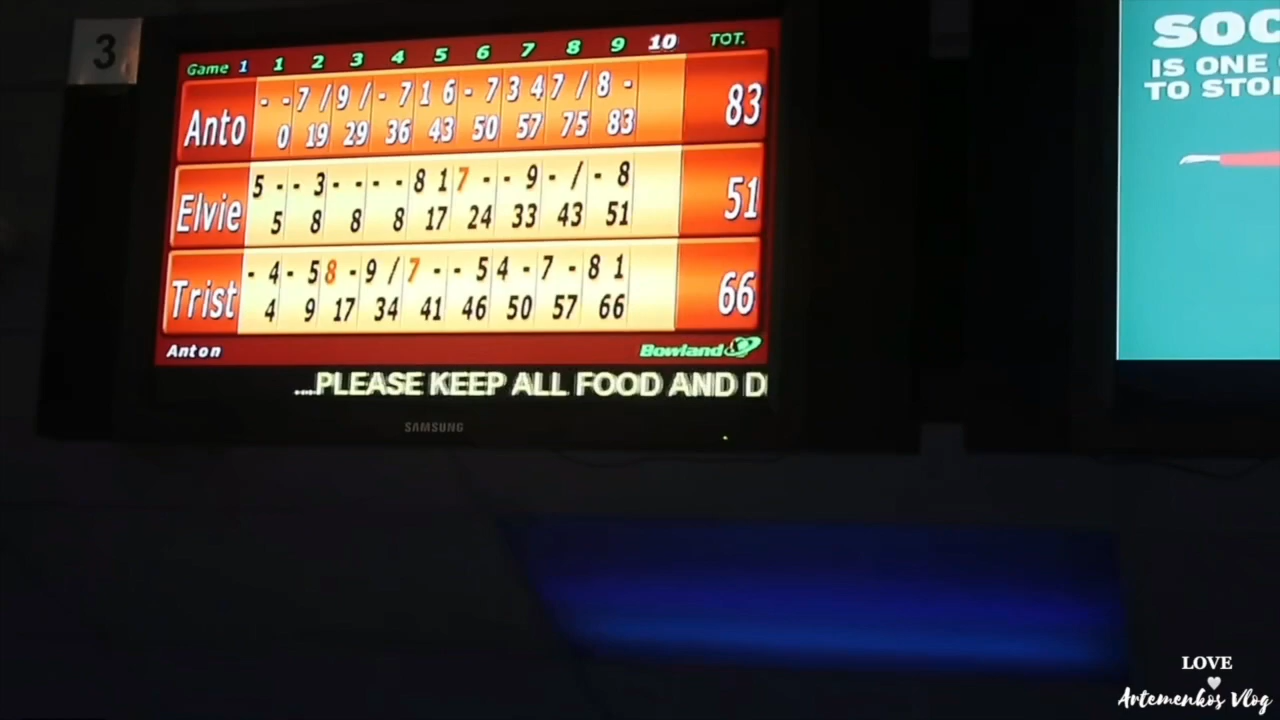 3
Game 1 1 2 3 4 5 6 7 8 9 10 TOT.
Anto - - 7 / 9 / - 7 1 6 - 7 3 4 7 / 8 - 83
0 19 29 36 43 50 57 75 83
Elvie 5 - - 3 - - - - 8 1 7 - - 9 - / - 8 51
5 8 8 8 17 24 33 43 51
Trist - 4 - 5 8 - 9 / 7 - - 5 4 - 7 - 8 1 66
4 9 17 34 41 46 50 57 66
Anton Bowland
...PLEASE KEEP ALL FOOD AND D
SAMSUNG
SOC
IS ONE
TO STO
LOVE
Artemenkos Vlog